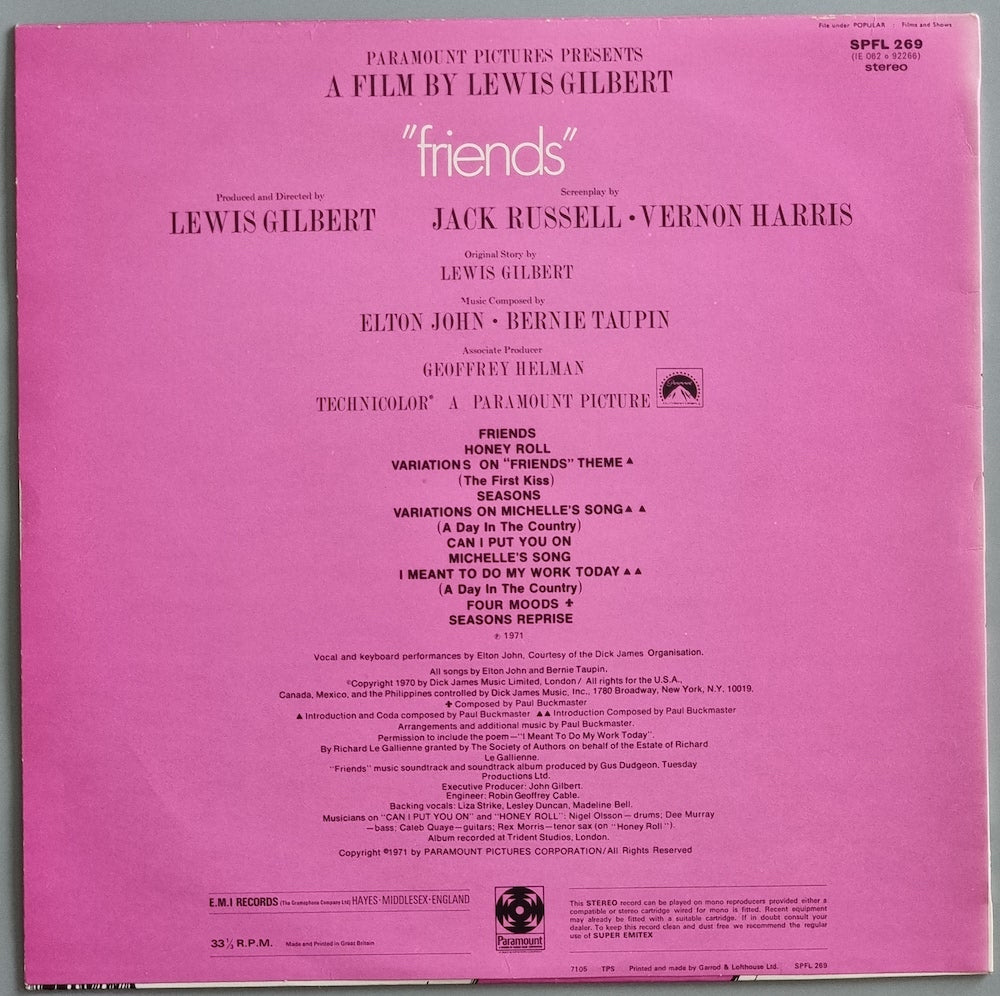 File under POPULAR : Films and Shows
SPFL 269
(IE 062 o 92266)
stereo
PARAMOUNT PICTURES PRESENTS
A FILM BY LEWIS GILBERT
"friends"
Produced and Directed by
LEWIS GILBERT
Screenplay by
JACK RUSSELL • VERNON HARRIS
Original Story by
LEWIS GILBERT
Music Composed by
ELTON JOHN • BERNIE TAUPIN
Associate Producer
GEOFFREY HELMAN
TECHNICOLOR® A PARAMOUNT PICTURE
Paramount
FRIENDS
HONEY ROLL
VARIATIONS ON "FRIENDS" THEME ▲
(The First Kiss)
SEASONS
VARIATIONS ON MICHELLE'S SONG ▲ ▲
(A Day In The Country)
CAN I PUT YOU ON
MICHELLE'S SONG
I MEANT TO DO MY WORK TODAY ▲ ▲
(A Day In The Country)
FOUR MOODS ✚
SEASONS REPRISE
℗ 1971
Vocal and keyboard performances by Elton John, Courtesy of the Dick James Organisation.
All songs by Elton John and Bernie Taupin.
©Copyright 1970 by Dick James Music Limited, London/ All rights for the U.S.A.,
Canada, Mexico, and the Philippines controlled by Dick James Music, Inc., 1780 Broadway, New York, N.Y. 10019.
✚ Composed by Paul Buckmaster
▲ Introduction and Coda composed by Paul Buckmaster ▲▲ Introduction Composed by Paul Buckmaster
Arrangements and additional music by Paul Buckmaster.
Permission to include the poem—"I Meant To Do My Work Today".
By Richard Le Gallienne granted by The Society of Authors on behalf of the Estate of Richard
Le Gallienne.
"Friends" music soundtrack and soundtrack album produced by Gus Dudgeon, Tuesday
Productions Ltd.
Executive Producer: John Gilbert.
Engineer: Robin Geoffrey Cable.
Backing vocals: Liza Strike, Lesley Duncan, Madeline Bell.
Musicians on "CAN I PUT YOU ON" and "HONEY ROLL": Nigel Olsson—drums; Dee Murray
—bass; Caleb Quaye—guitars; Rex Morris—tenor sax (on "Honey Roll").
Album recorded at Trident Studios, London.
Copyright ©1971 by PARAMOUNT PICTURES CORPORATION/All Rights Reserved
E.M.I RECORDS (The Gramophone Company Ltd) HAYES·MIDDLESEX·ENGLAND
33⅓ R.P.M. Made and Printed in Great Britain
Paramount
This STEREO record can be played on mono reproducers provided either a
compatible or stereo cartridge wired for mono is fitted. Recent equipment
may already be fitted with a suitable cartridge. If in doubt consult your
dealer. To keep this record clean and dust free we recommend the regular
use of SUPER EMITEX
7105 TPS Printed and made by Garrod & Lofthouse Ltd. SPFL 269